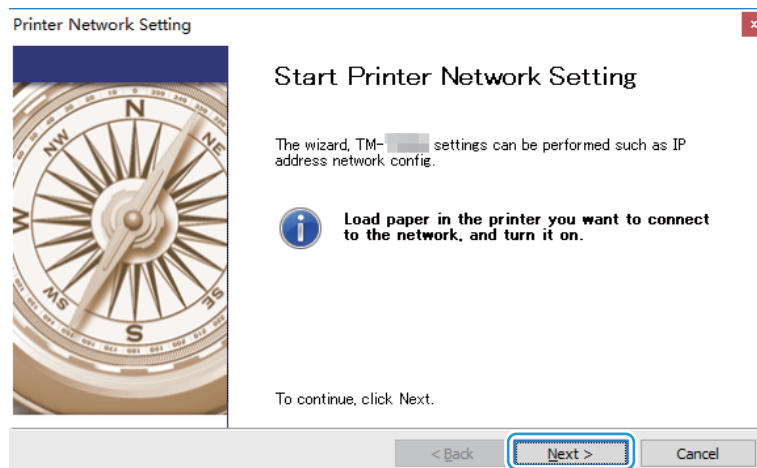 Printer Network Setting
x
Start Printer Network Setting
The wizard, TM- settings can be performed such as IP
address network config.
i
Load paper in the printer you want to connect
to the network, and turn it on.
N
NE
SE
S
SW
W
NW
To continue, click Next.
< Back
Next >
Cancel